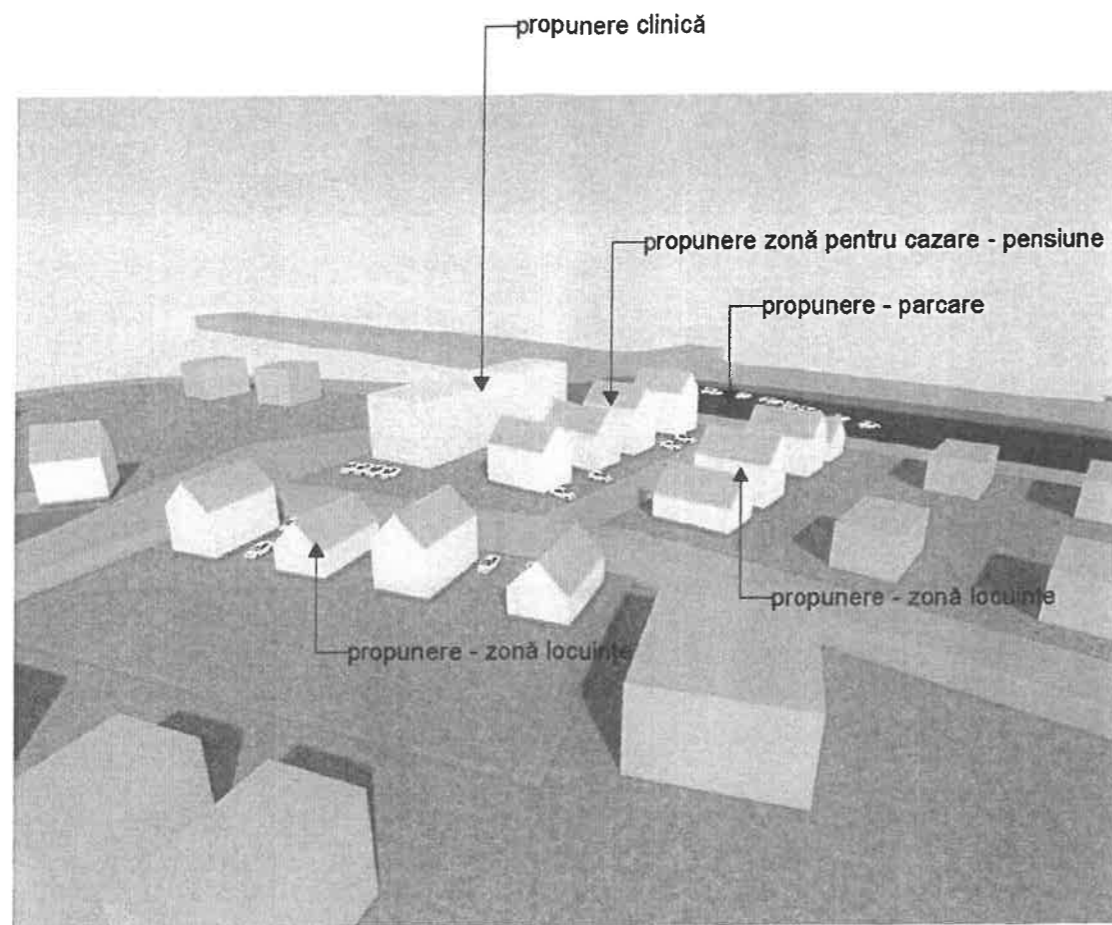 propunere clinică
propunere zonă pentru cazare - pensiune
propunere - parcare
propunere - zonă locuințe
propunere - zonă locuințe